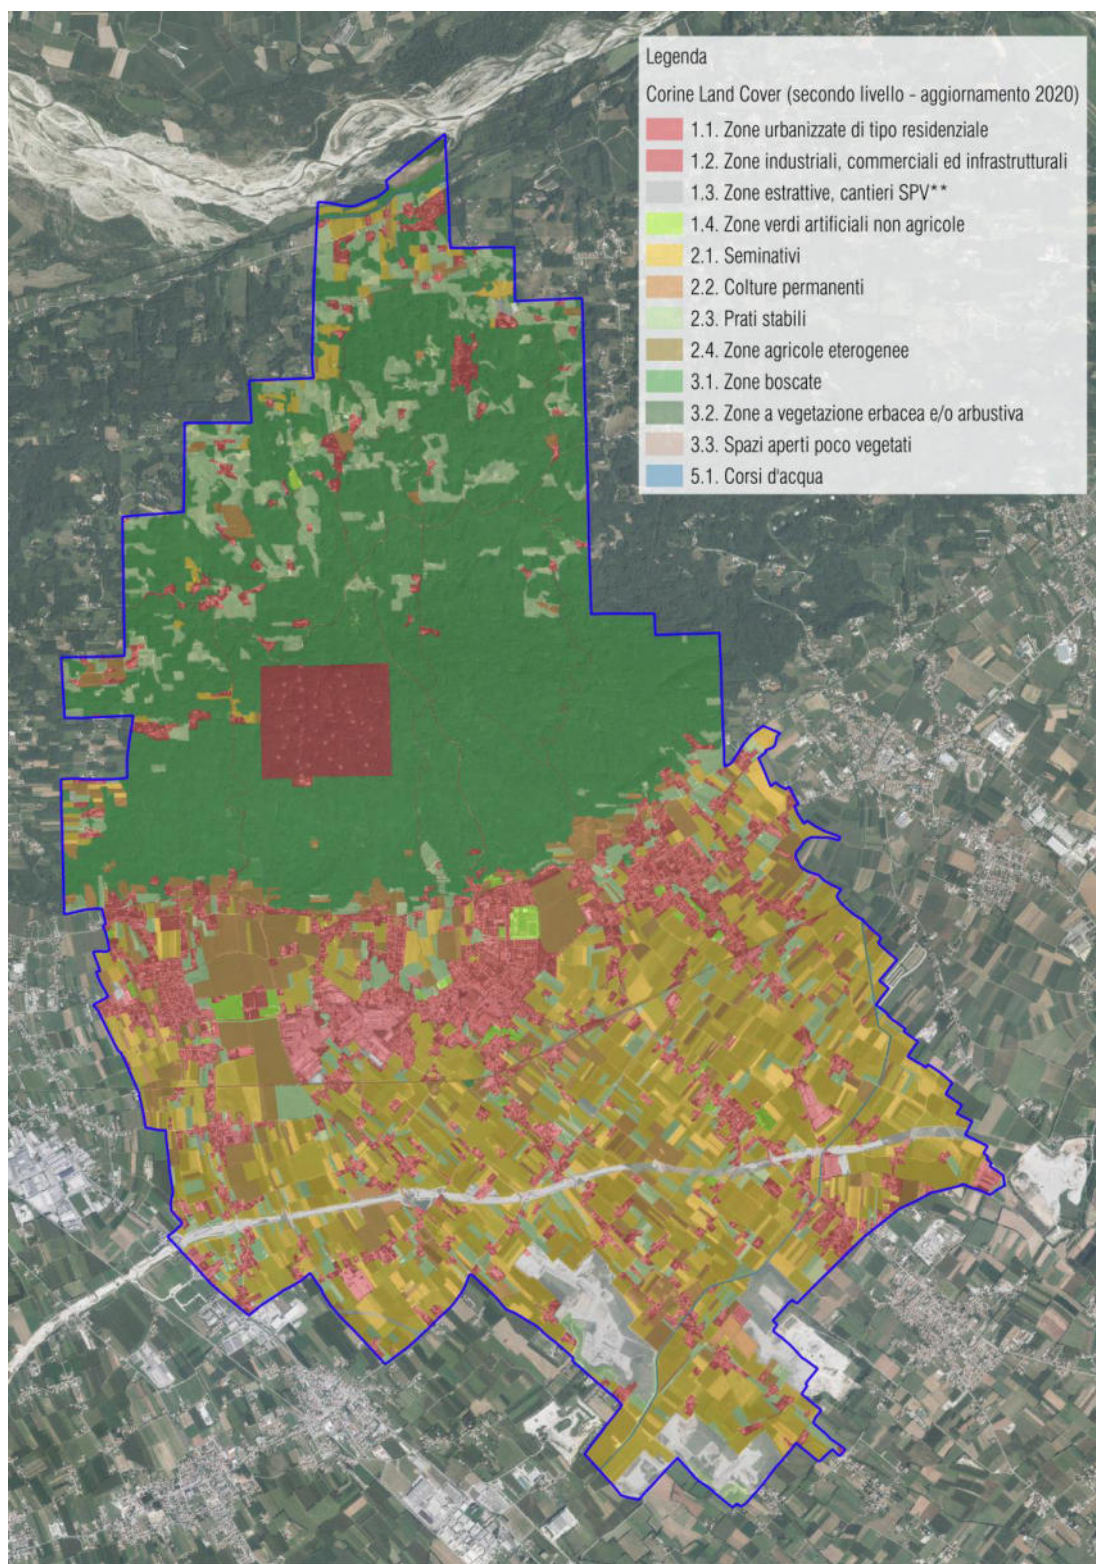 Legenda
Corine Land Cover (secondo livello - aggiornamento 2020)
1.1. Zone urbanizzate di tipo residenziale
1.2. Zone industriali, commerciali ed infrastrutturali
1.3. Zone estrattive, cantieri SPV**
1.4. Zone verdi artificiali non agricole
2.1. Seminativi
2.2. Colture permanenti
2.3. Prati stabili
2.4. Zone agricole eterogenee
3.1. Zone boscate
3.2. Zone a vegetazione erbacea e/o arbustiva
3.3. Spazi aperti poco vegetati
5.1. Corsi d'acqua